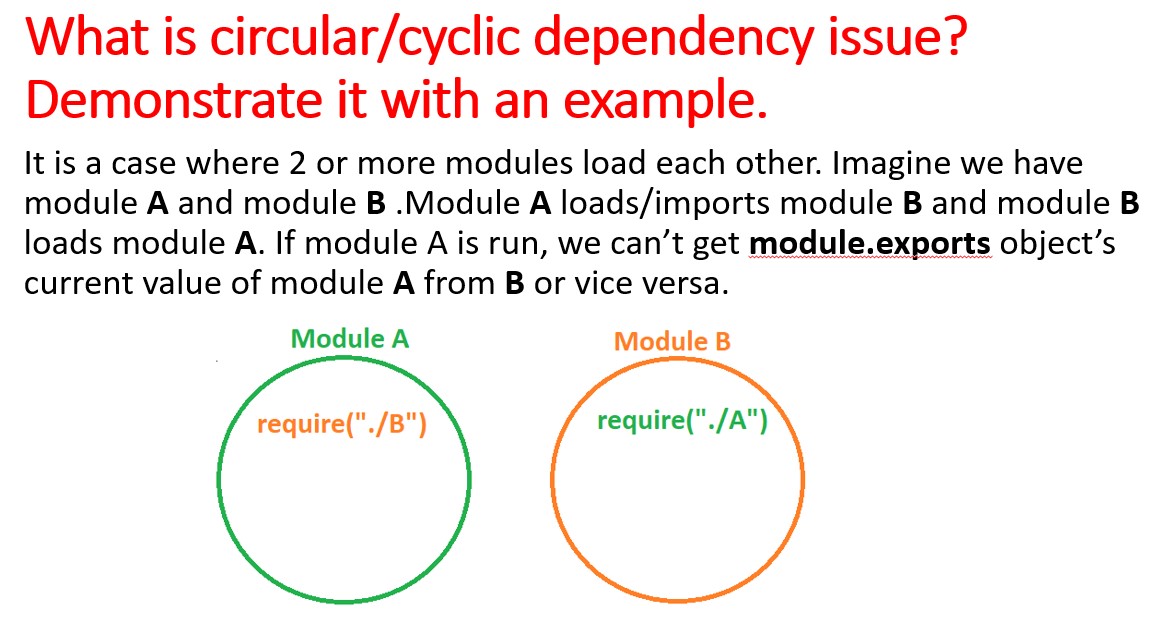 What is circular/cyclic dependency issue?
Demonstrate it with an example.
It is a case where 2 or more modules load each other. Imagine we have
module A and module B .Module A loads/imports module B and module B
loads module A. If module A is run, we can’t get module.exports object’s
current value of module A from B or vice versa.
Module A
Module B
require("./B")
require("./A")